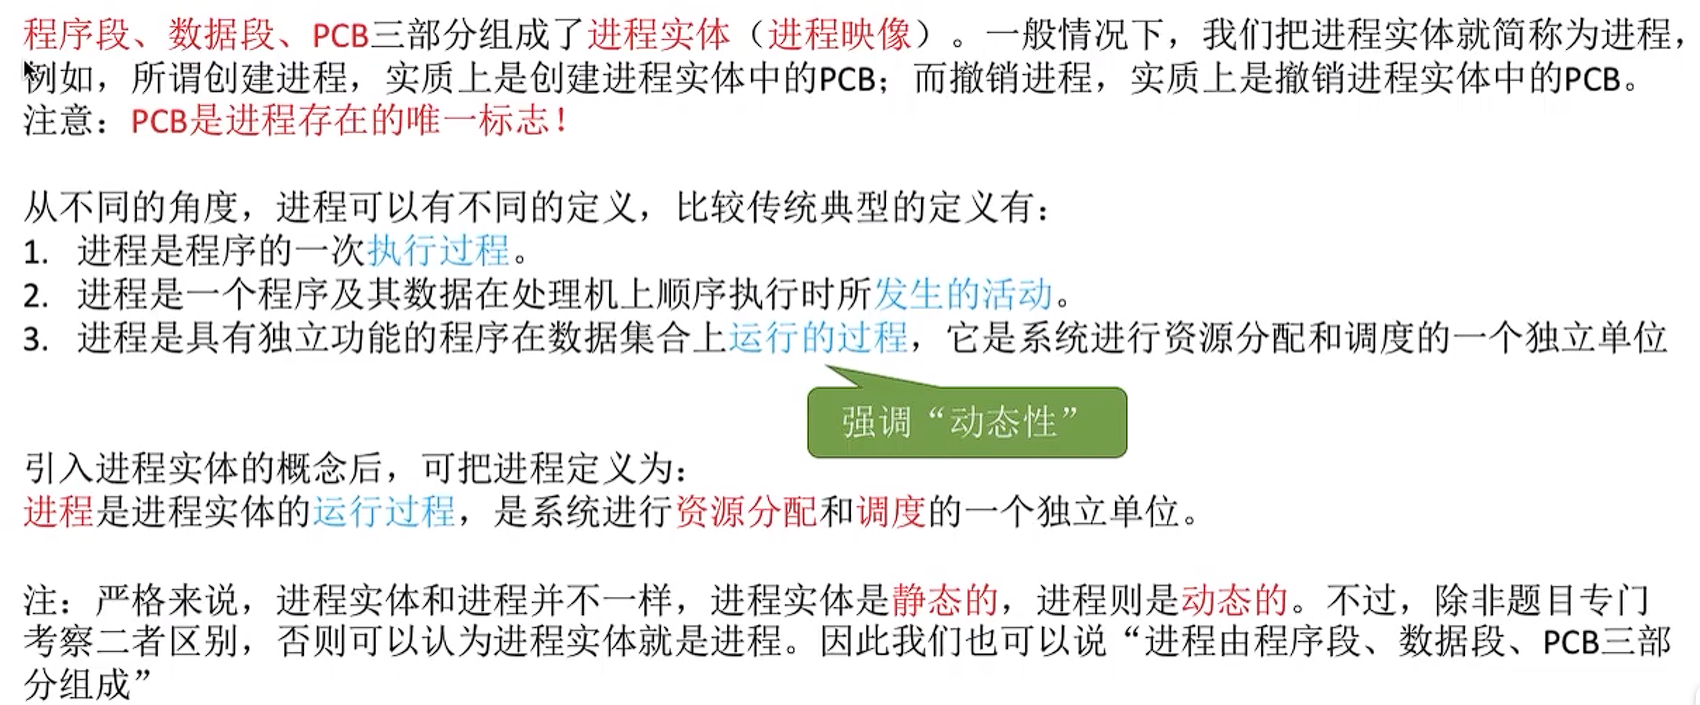 程序段、数据段、PCB三部分组成了进程实体（进程映像）。一般情况下，我们把进程实体就简称为进程，
例如，所谓创建进程，实质上是创建进程实体中的PCB；而撤销进程，实质上是撤销进程实体中的PCB。
注意：PCB是进程存在的唯一标志！
从不同的角度，进程可以有不同的定义，比较传统典型的定义有：
1. 进程是程序的一次执行过程。
2. 进程是一个程序及其数据在处理机上顺序执行时所发生的活动。
3. 进程是具有独立功能的程序在数据集合上运行的过程，它是系统进行资源分配和调度的一个独立单位
强调“动态性”
引入进程实体的概念后，可把进程定义为：
进程是进程实体的运行过程，是系统进行资源分配和调度的一个独立单位。
注：严格来说，进程实体和进程并不一样，进程实体是静态的，进程则是动态的。不过，除非题目专门
考察二者区别，否则可以认为进程实体就是进程。因此我们也可以说“进程由程序段、数据段、PCB三部
分组成”